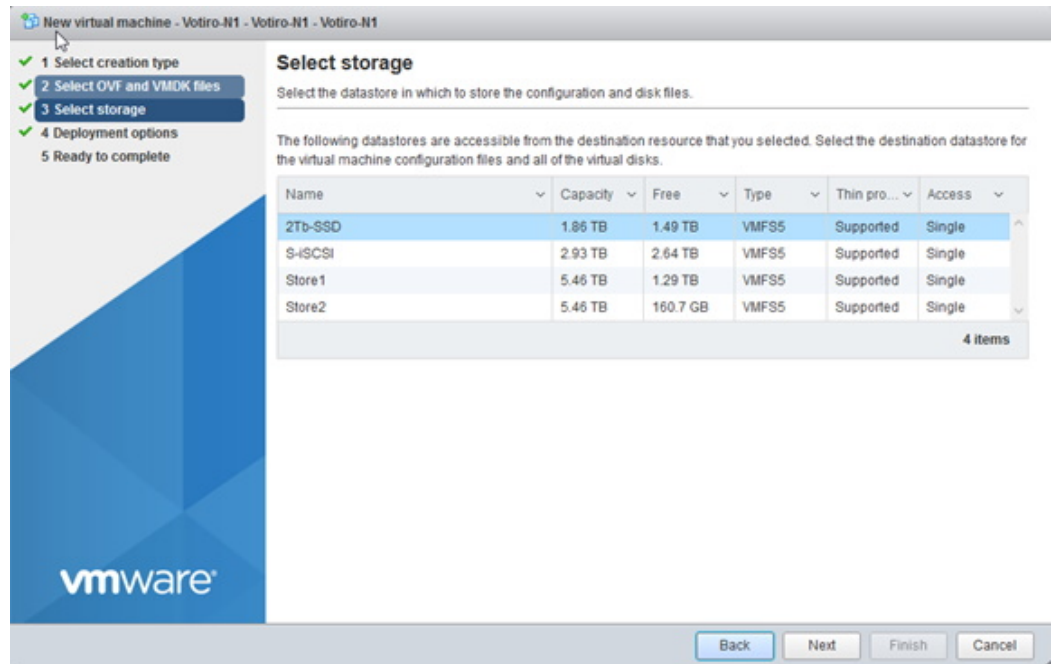 New virtual machine - Votiro-N1 - Votiro-N1 - Votiro-N1
1 Select creation type
2 Select OVF and VMDK files
3 Select storage
4 Deployment options
5 Ready to complete
Select storage
Select the datastore in which to store the configuration and disk files.
The following datastores are accessible from the destination resource that you selected. Select the destination datastore for
the virtual machine configuration files and all of the virtual disks.
Name Capacity Free Type Thin pro... Access
2Tb-SSD 1.86 TB 1.49 TB VMFS5 Supported Single
S-iSCSI 2.93 TB 2.64 TB VMFS5 Supported Single
Store1 5.46 TB 1.29 TB VMFS5 Supported Single
Store2 5.46 TB 160.7 GB VMFS5 Supported Single
4 items
vmware®
Back Next Finish Cancel